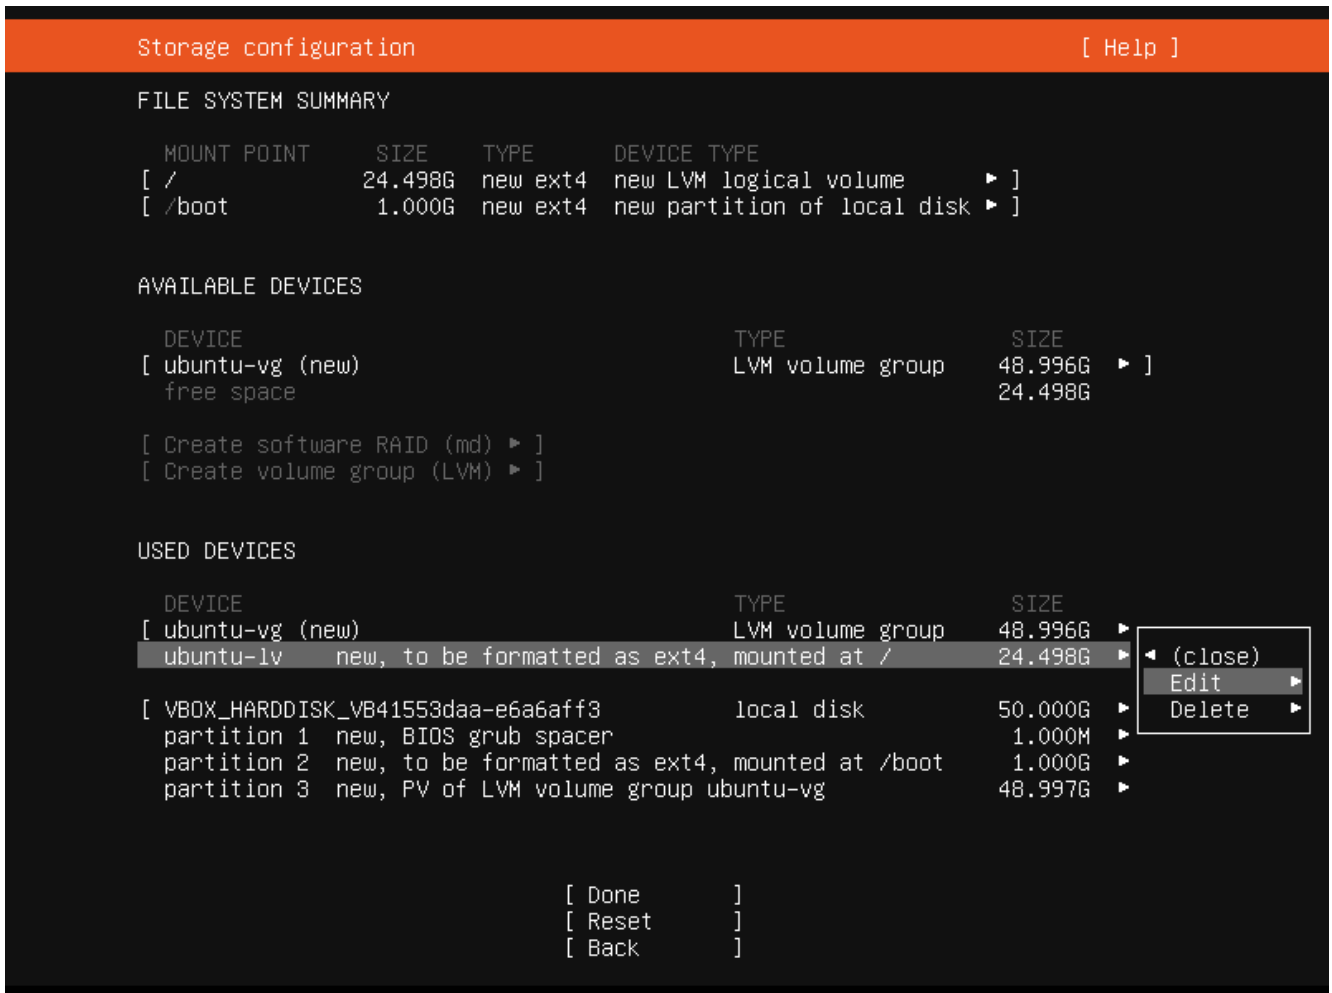 Storage configuration [ Help ]
FILE SYSTEM SUMMARY
MOUNT POINT SIZE TYPE DEVICE TYPE
[ / 24.498G new ext4 new LVM logical volume ▸ ]
[ /boot 1.000G new ext4 new partition of local disk ▸ ]
AVAILABLE DEVICES
DEVICE TYPE SIZE
[ ubuntu-vg (new) LVM volume group 48.996G ▸ ]
free space 24.498G
[ Create software RAID (md) ▸ ]
[ Create volume group (LVM) ▸ ]
USED DEVICES
DEVICE TYPE SIZE
[ ubuntu-vg (new) LVM volume group 48.996G ▸
ubuntu-lv new, to be formatted as ext4, mounted at / 24.498G ▸ ◂ (close)
Edit ▸
[ VBOX_HARDDISK_VB41553daa-e6a6aff3 local disk 50.000G ▸ Delete ▸
partition 1 new, BIOS grub spacer 1.000M ▸
partition 2 new, to be formatted as ext4, mounted at /boot 1.000G ▸
partition 3 new, PV of LVM volume group ubuntu-vg 48.997G ▸
[ Done ]
[ Reset ]
[ Back ]